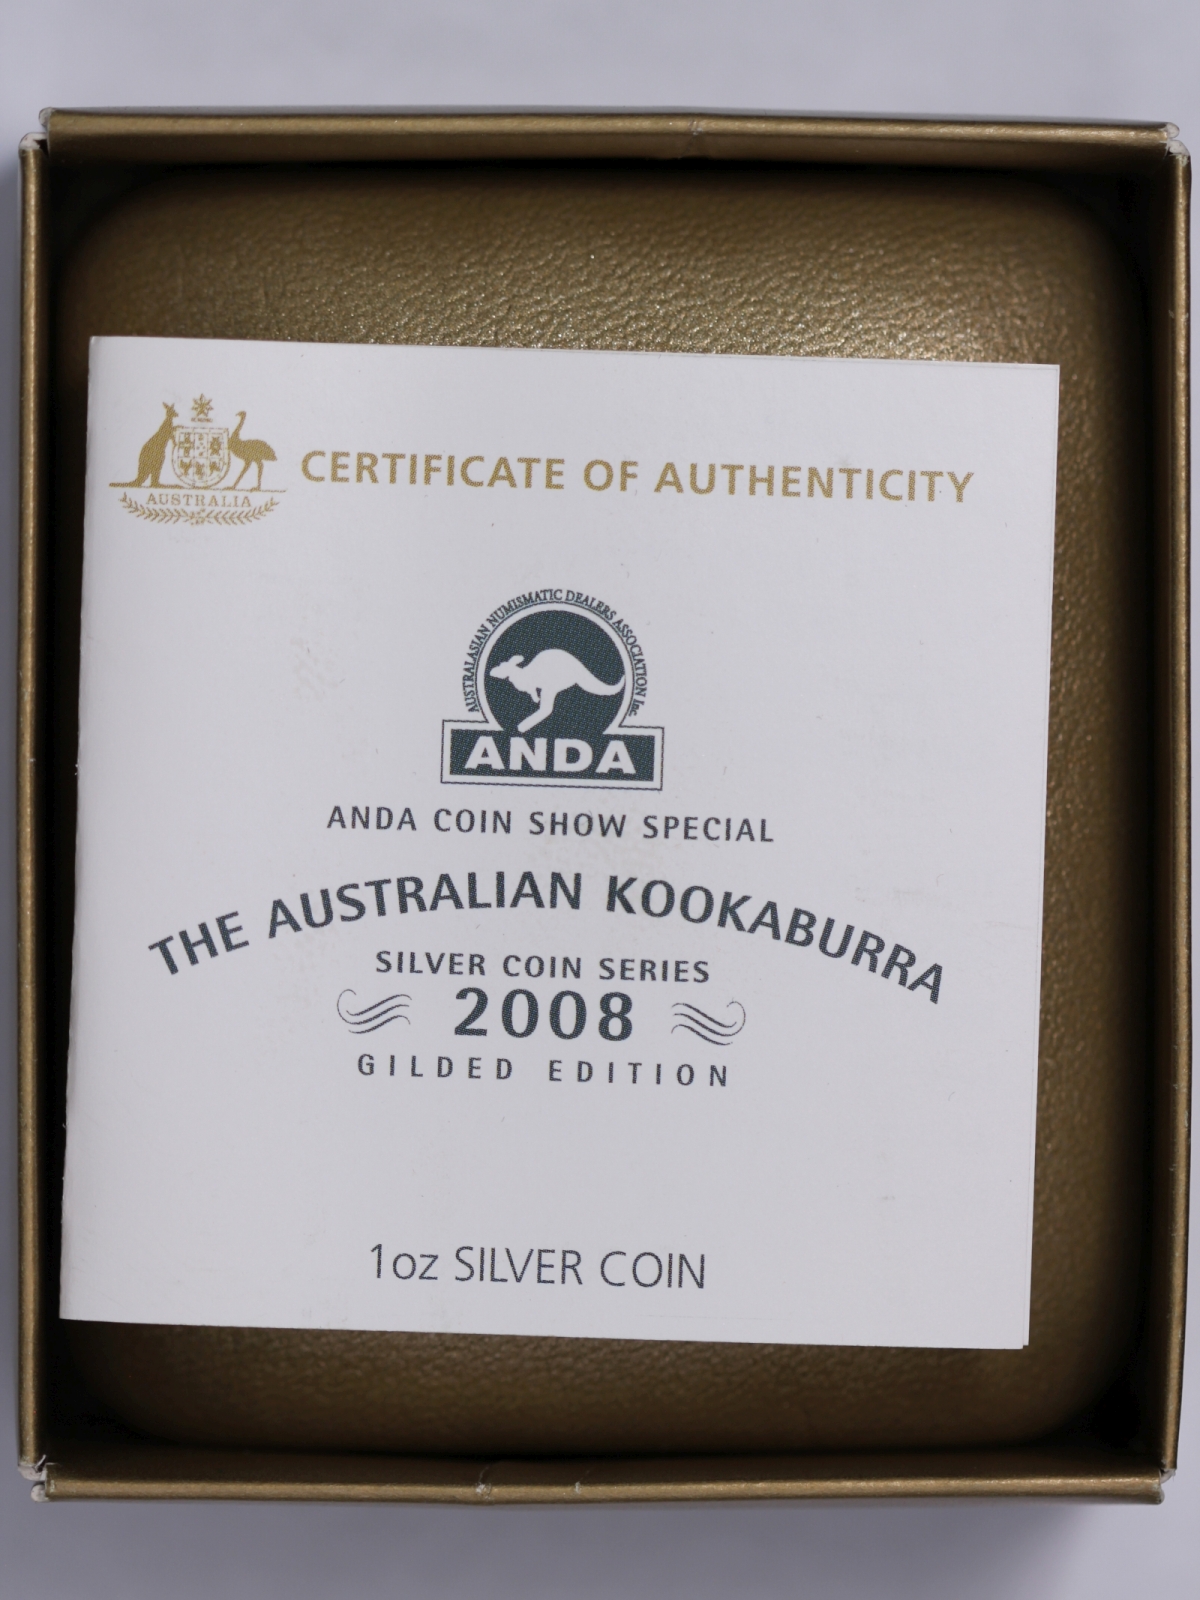 CERTIFICATE OF AUTHENTICITY
AUSTRALIA
AUSTRALASIAN NUMISMATIC DEALERS ASSOCIATION Inc.
ANDA
ANDA COIN SHOW SPECIAL
THE AUSTRALIAN KOOKABURRA
SILVER COIN SERIES
2008
GILDED EDITION
1oz SILVER COIN